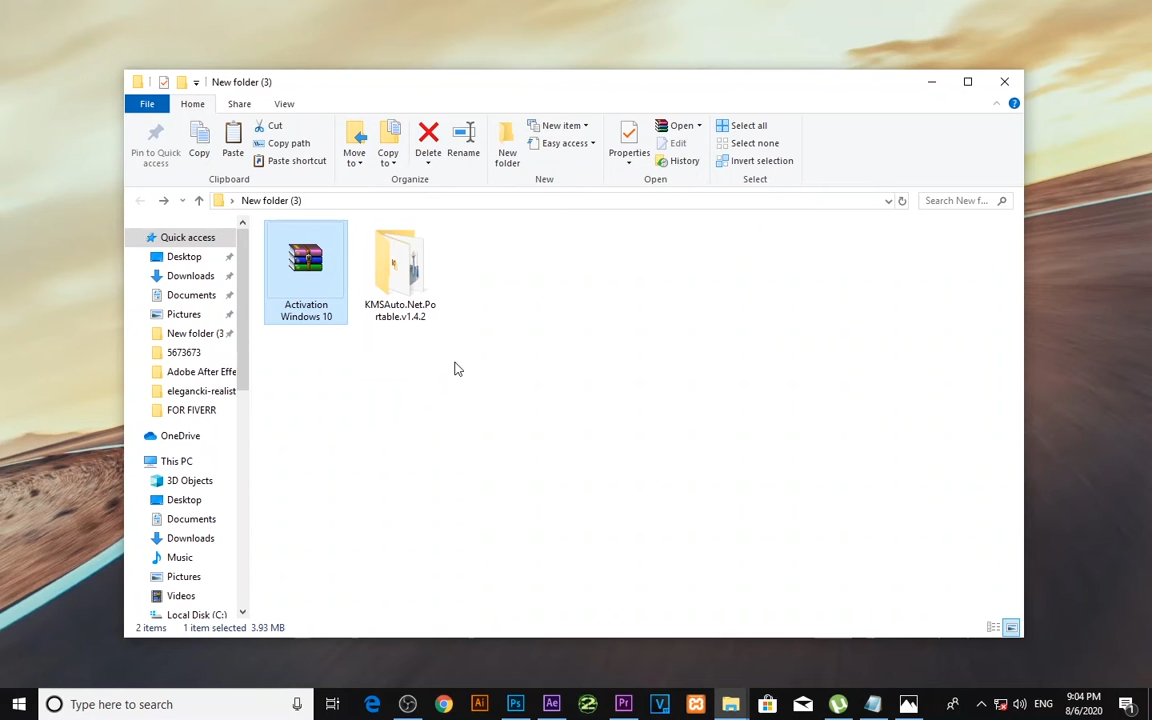 New folder (3)
File Home Share View
Pin to Quick access
Copy
Paste
Cut
Copy path
Paste shortcut
Clipboard
Move to
Copy to
Delete
Rename
Organize
New folder
New item
Easy access
New
Properties
Open
Edit
History
Open
Select all
Select none
Invert selection
Select
New folder (3)
Search New f...
Quick access
Desktop
Downloads
Documents
Pictures
New folder (3
5673673
Adobe After Effe
elegancki-realist
FOR FIVERR
OneDrive
This PC
3D Objects
Desktop
Documents
Downloads
Music
Pictures
Videos
Local Disk (C:)
Activation
Windows 10
KMSAuto.Net.Po
rtable.v1.4.2
2 items 1 item selected 3.93 MB
Type here to search
Ai Ps Ae Pr
ENG
9:04 PM
8/6/2020